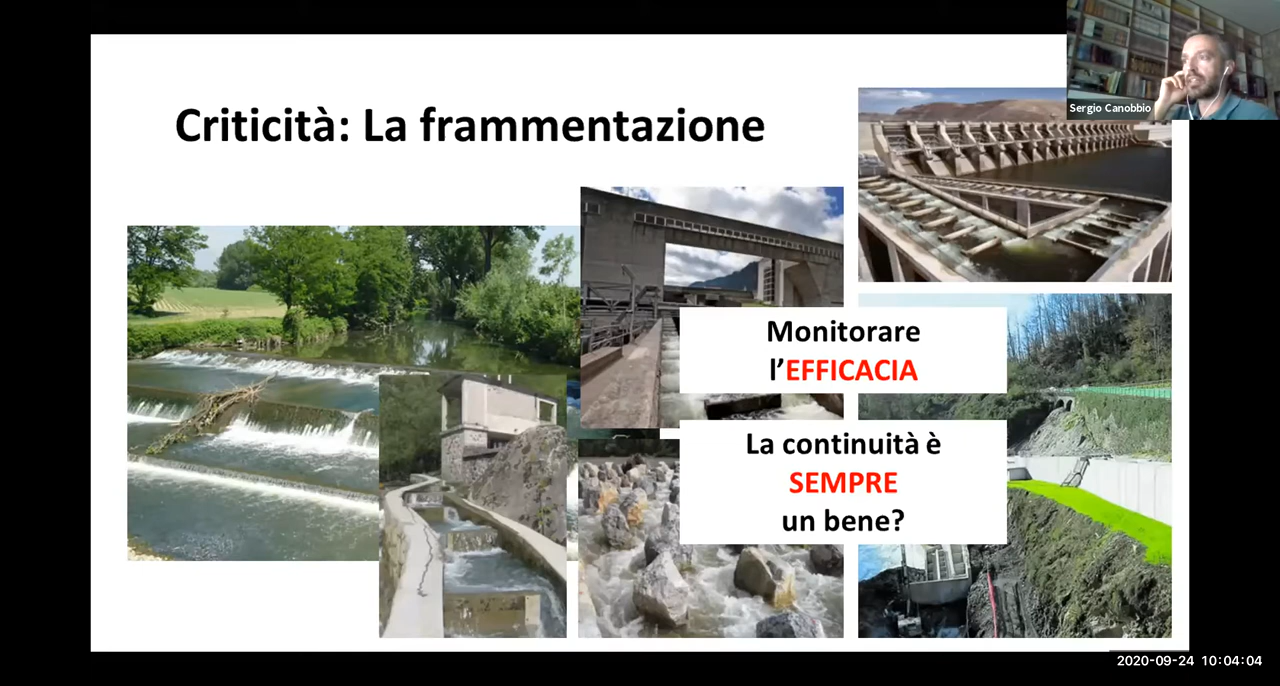 Sergio Canobbio
Criticità: La frammentazione
Monitorare
l’EFFICACIA
La continuità è
SEMPRE
un bene?
2020-09-24 10:04:04